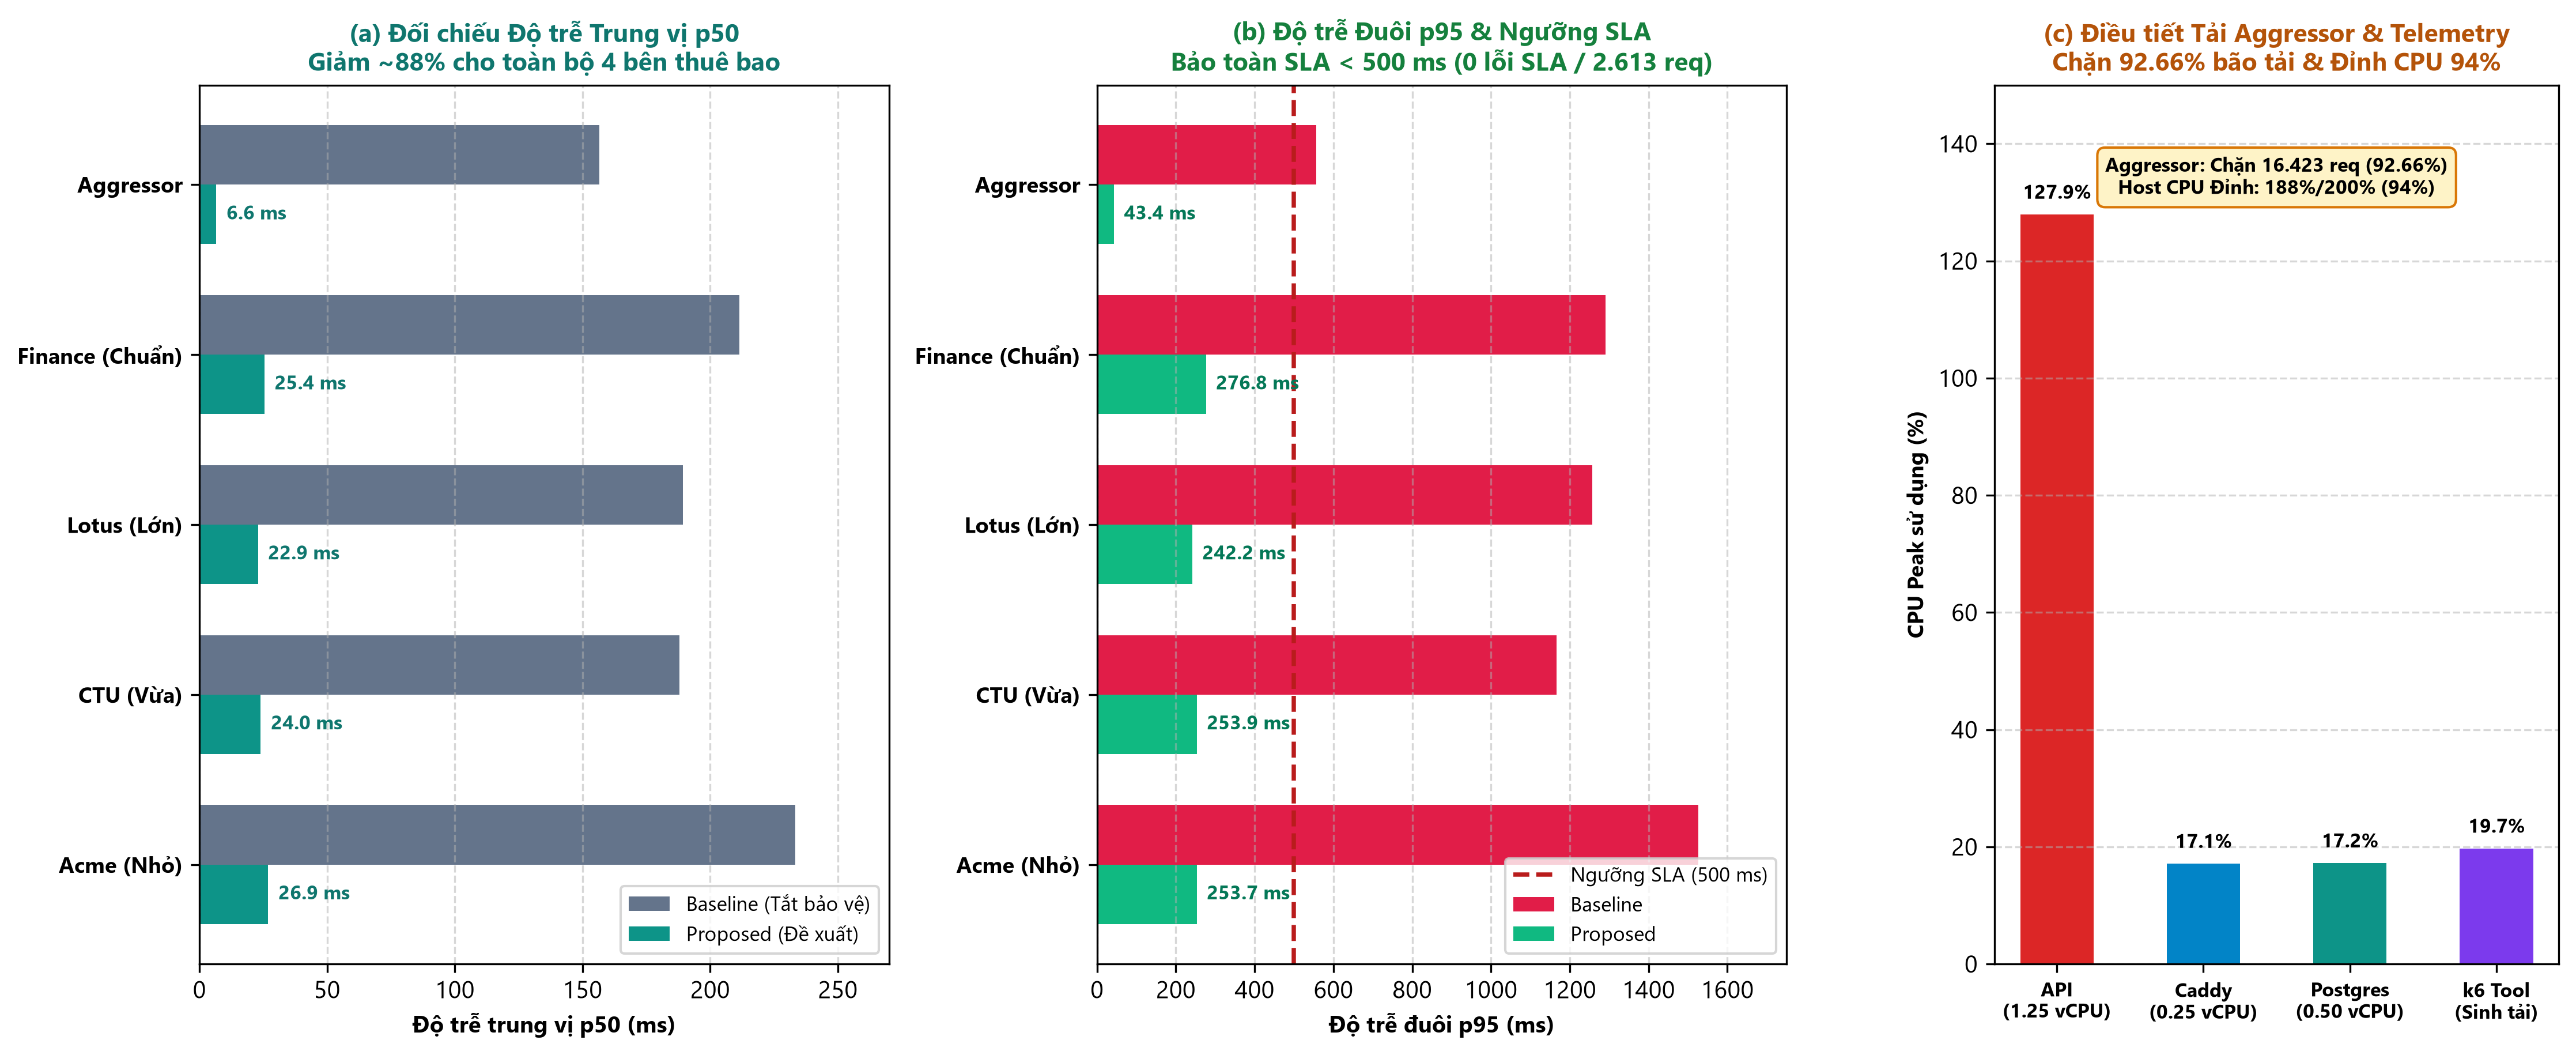 (a) Đối chiếu Độ trễ Trung vị p50
Giảm ~88% cho toàn bộ 4 bên thuê bao
Aggressor
6.6 ms
Finance (Chuẩn)
25.4 ms
Lotus (Lớn)
22.9 ms
CTU (Vừa)
24.0 ms
Acme (Nhỏ)
26.9 ms
Baseline (Tắt bảo vệ)
Proposed (Đề xuất)
0 50 100 150 200 250
Độ trễ trung vị p50 (ms)
(b) Độ trễ Đuôi p95 & Ngưỡng SLA
Bảo toàn SLA < 500 ms (0 lỗi SLA / 2.613 req)
Aggressor
43.4 ms
Finance (Chuẩn)
276.8 ms
Lotus (Lớn)
242.2 ms
CTU (Vừa)
253.9 ms
Acme (Nhỏ)
253.7 ms
Ngưỡng SLA (500 ms)
Baseline
Proposed
0 200 400 600 800 1000 1200 1400 1600
Độ trễ đuôi p95 (ms)
(c) Điều tiết Tải Aggressor & Telemetry
Chặn 92.66% bão tải & Đỉnh CPU 94%
CPU Peak sử dụng (%)
140
120
100
80
60
40
20
0
Aggressor: Chặn 16.423 req (92.66%)
Host CPU Đỉnh: 188%/200% (94%)
127.9%
17.1%
17.2%
19.7%
API
(1.25 vCPU)
Caddy
(0.25 vCPU)
Postgres
(0.50 vCPU)
k6 Tool
(Sinh tải)